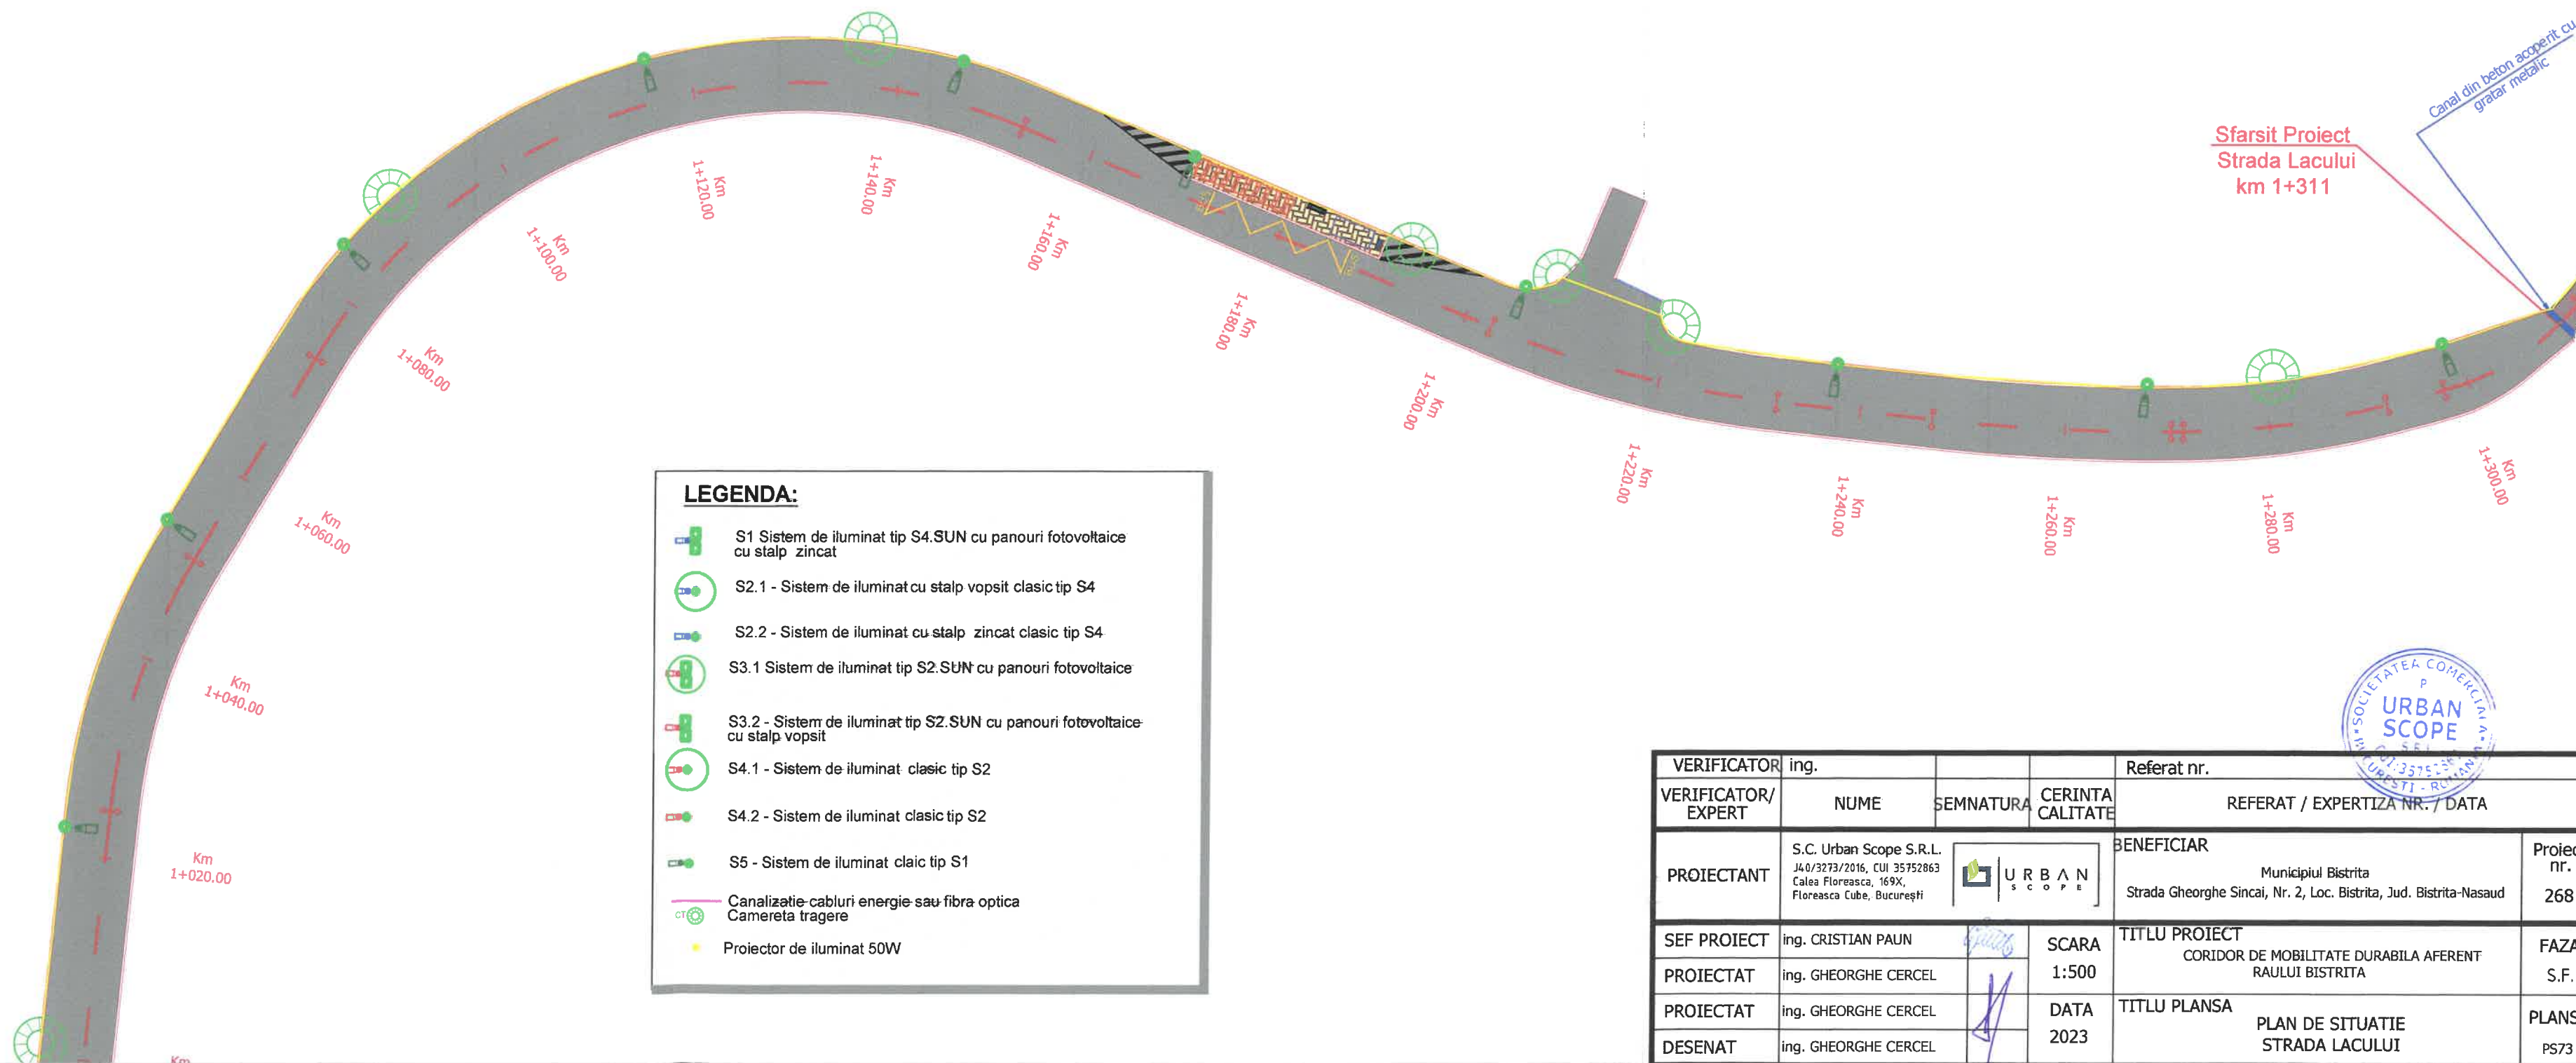 Canal din beton acoperit cu
gratar metalic
Sfarsit Proiect
Strada Lacului
km 1+311
Km
1+120.00
Km
1+140.00
Km
1+100.00
Km
1+160.00
Km
1+080.00
Km
1+180.00
Km
1+200.00
Km
1+220.00
Km
1+240.00
Km
1+260.00
Km
1+280.00
Km
1+300.00
Km
1+060.00
Km
1+040.00
Km
1+020.00
Km
BUS
BUS
LEGENDA:
S1 Sistem de iluminat tip S4.SUN cu panouri fotovoltaice
cu stalp zincat
S2.1 - Sistem de iluminat cu stalp vopsit clasic tip S4
S2.2 - Sistem de iluminat cu stalp zincat clasic tip S4
S3.1 Sistem de iluminat tip S2.SUN cu panouri fotovoltaice
S3.2 - Sistem de iluminat tip S2.SUN cu panouri fotovoltaice
cu stalp vopsit
S4.1 - Sistem de iluminat clasic tip S2
S4.2 - Sistem de iluminat clasic tip S2
S5 - Sistem de iluminat claic tip S1
Canalizatie cabluri energie sau fibra optica
CT Camereta tragere
Proiector de iluminat 50W
SOCIETATEA COMERCIALA
P
URBAN
SCOPE
S.R.L.
BUCURESTI - ROMANIA
VERIFICATOR ing. Referat nr.
VERIFICATOR/
EXPERT
NUME
SEMNATURA
CERINTA
CALITATE
REFERAT / EXPERTIZA NR. / DATA
PROIECTANT
S.C. Urban Scope S.R.L.
J40/3273/2016, CUI 35752863
Calea Floreasca, 169X,
Floreasca Cube, Bucureşti
URBAN
SCOPE
BENEFICIAR
Municipiul Bistrita
Strada Gheorghe Sincai, Nr. 2, Loc. Bistrita, Jud. Bistrita-Nasaud
Proiec
nr.
268
SEF PROIECT ing. CRISTIAN PAUN
PROIECTAT ing. GHEORGHE CERCEL
SCARA
1:500
TITLU PROIECT
CORIDOR DE MOBILITATE DURABILA AFERENT
RAULUI BISTRITA
FAZA
S.F.
PROIECTAT ing. GHEORGHE CERCEL
DESENAT ing. GHEORGHE CERCEL
DATA
2023
TITLU PLANSA
PLAN DE SITUATIE
STRADA LACULUI
PLANS
PS73